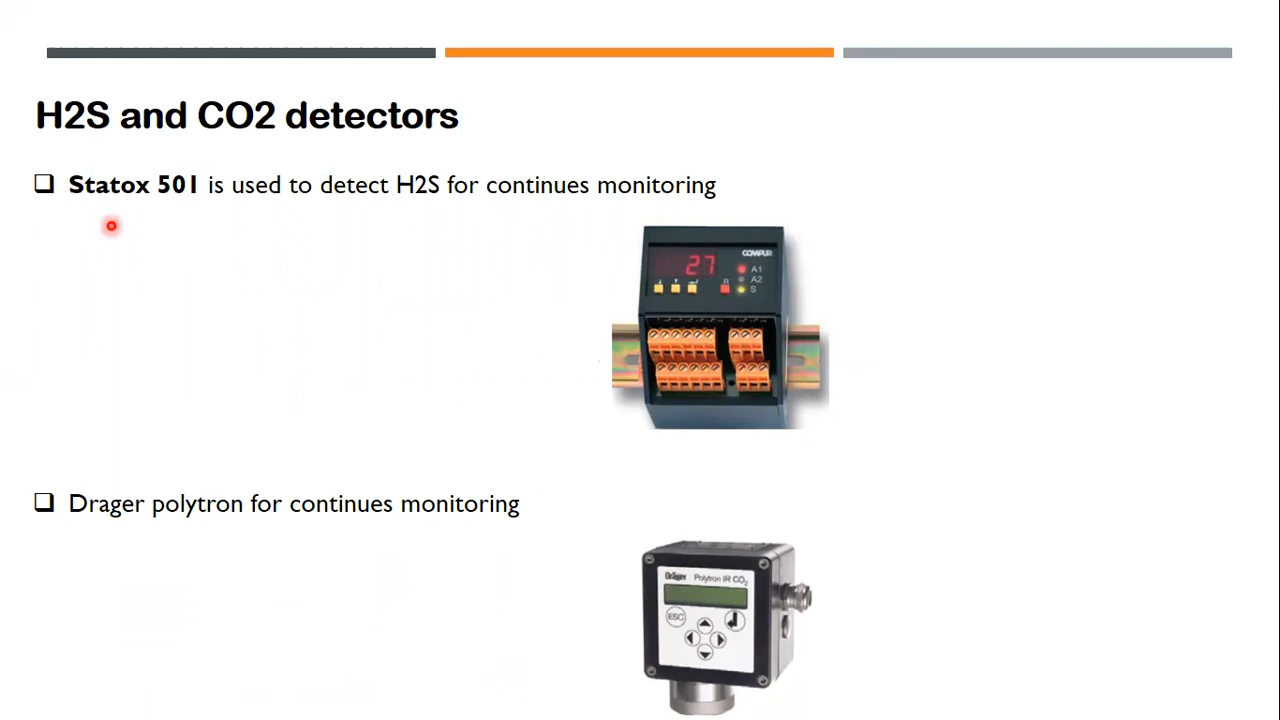 H2S and CO2 detectors
Statox 501 is used to detect H2S for continues monitoring
COMPUR
27
A1
R
A2
S
Drager polytron for continues monitoring
Dräger Polytron IR CO2
ESC